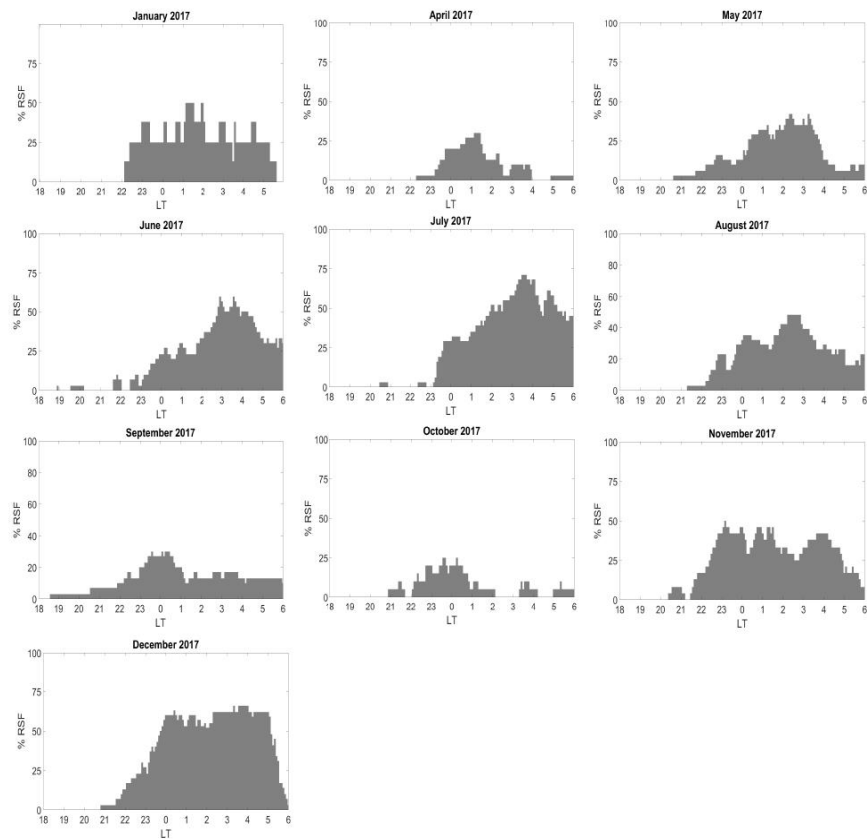 January 2017
100
75
50
25
0
% RSF
18 19 20 21 22 23 0 1 2 3 4 5
LT
April 2017
100
75
50
25
0
% RSF
18 19 20 21 22 23 0 1 2 3 4 5 6
LT
May 2017
100
75
50
25
0
% RSF
18 19 20 21 22 23 0 1 2 3 4 5 6
LT
June 2017
100
75
50
25
0
% RSF
18 19 20 21 22 23 0 1 2 3 4 5 6
LT
July 2017
100
75
50
25
0
% RSF
18 19 20 21 22 23 0 1 2 3 4 5 6
LT
August 2017
100
80
60
40
20
0
% RSF
18 19 20 21 22 23 0 1 2 3 4 5 6
LT
September 2017
100
80
60
40
20
0
% RSF
18 19 20 21 22 23 0 1 2 3 4 5 6
LT
October 2017
100
75
50
25
0
% RSF
18 19 20 21 22 23 0 1 2 3 4 5 6
LT
November 2017
100
75
50
25
0
% RSF
18 19 20 21 22 23 0 1 2 3 4 5 6
LT
December 2017
100
75
50
25
0
% RSF
18 19 20 21 22 23 0 1 2 3 4 5 6
LT